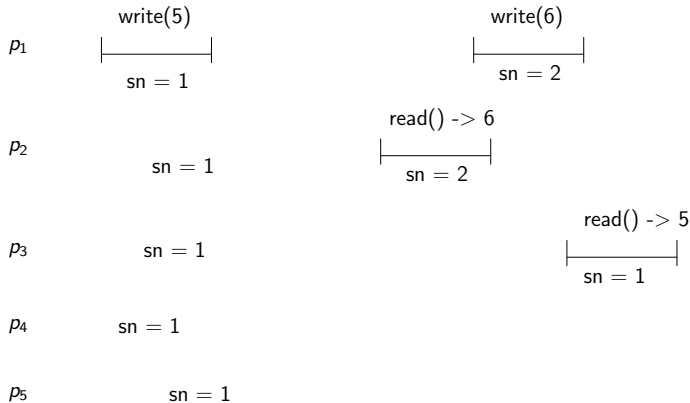 write(5) write(6)
p₁
sn = 1 sn = 2
read() -> 6
p₂
sn = 1 sn = 2
read() -> 5
p₃ sn = 1
sn = 1
p₄ sn = 1
p₅ sn = 1